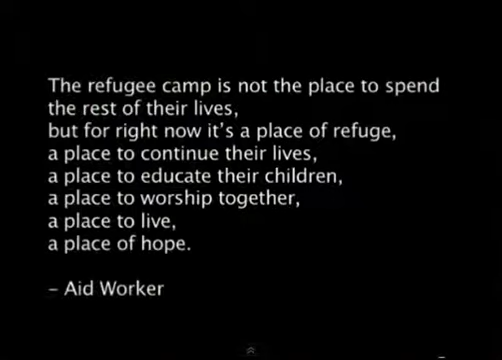 The refugee camp is not the place to spend
the rest of their lives,
but for right now it's a place of refuge,
a place to continue their lives,
a place to educate their children,
a place to worship together,
a place to live,
a place of hope.
– Aid Worker